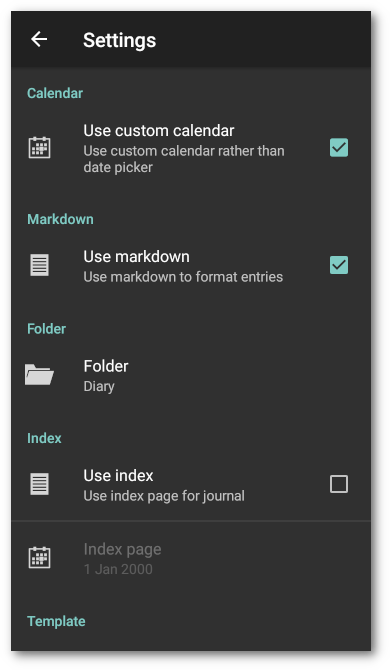 Settings
Calendar
Use custom calendar
Use custom calendar rather than
date picker
Markdown
Use markdown
Use markdown to format entries
Folder
Folder
Diary
Index
Use index
Use index page for journal
Index page
1 Jan 2000
Template